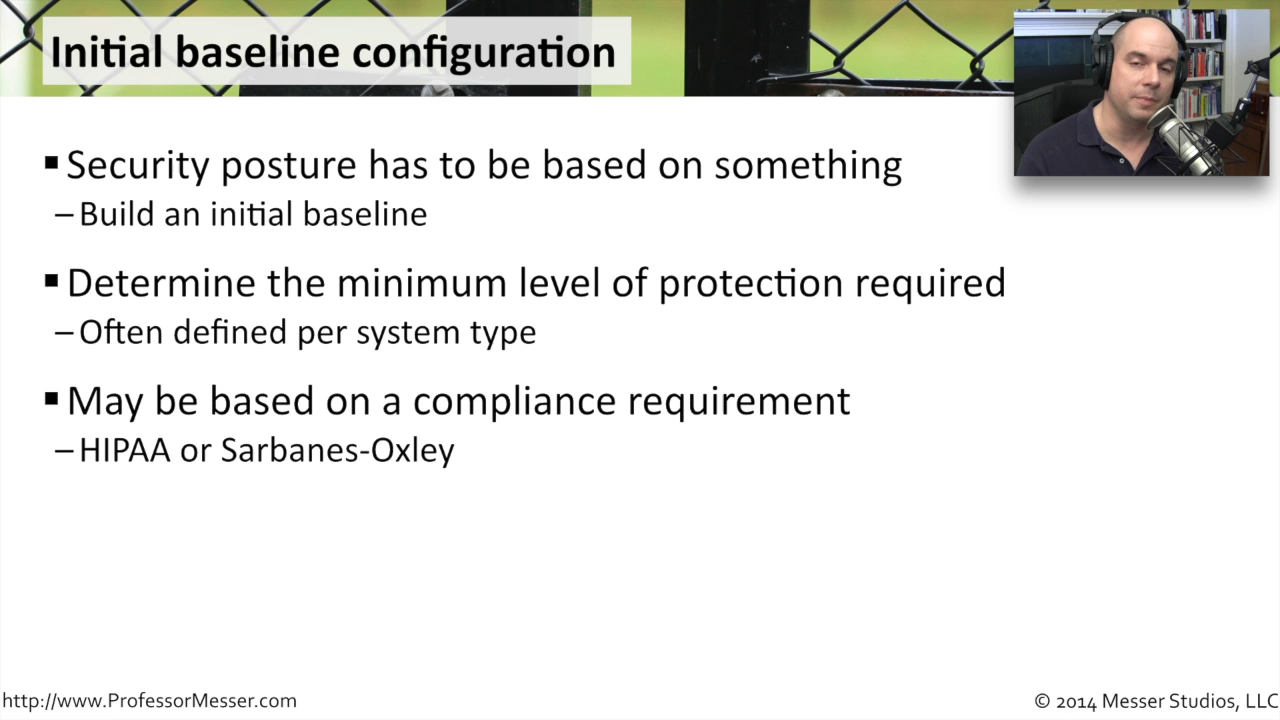 Initial baseline configuration
▪ Security posture has to be based on something
– Build an initial baseline
▪ Determine the minimum level of protection required
– Often defined per system type
▪ May be based on a compliance requirement
– HIPAA or Sarbanes-Oxley
http://www.ProfessorMesser.com
© 2014 Messer Studios, LLC